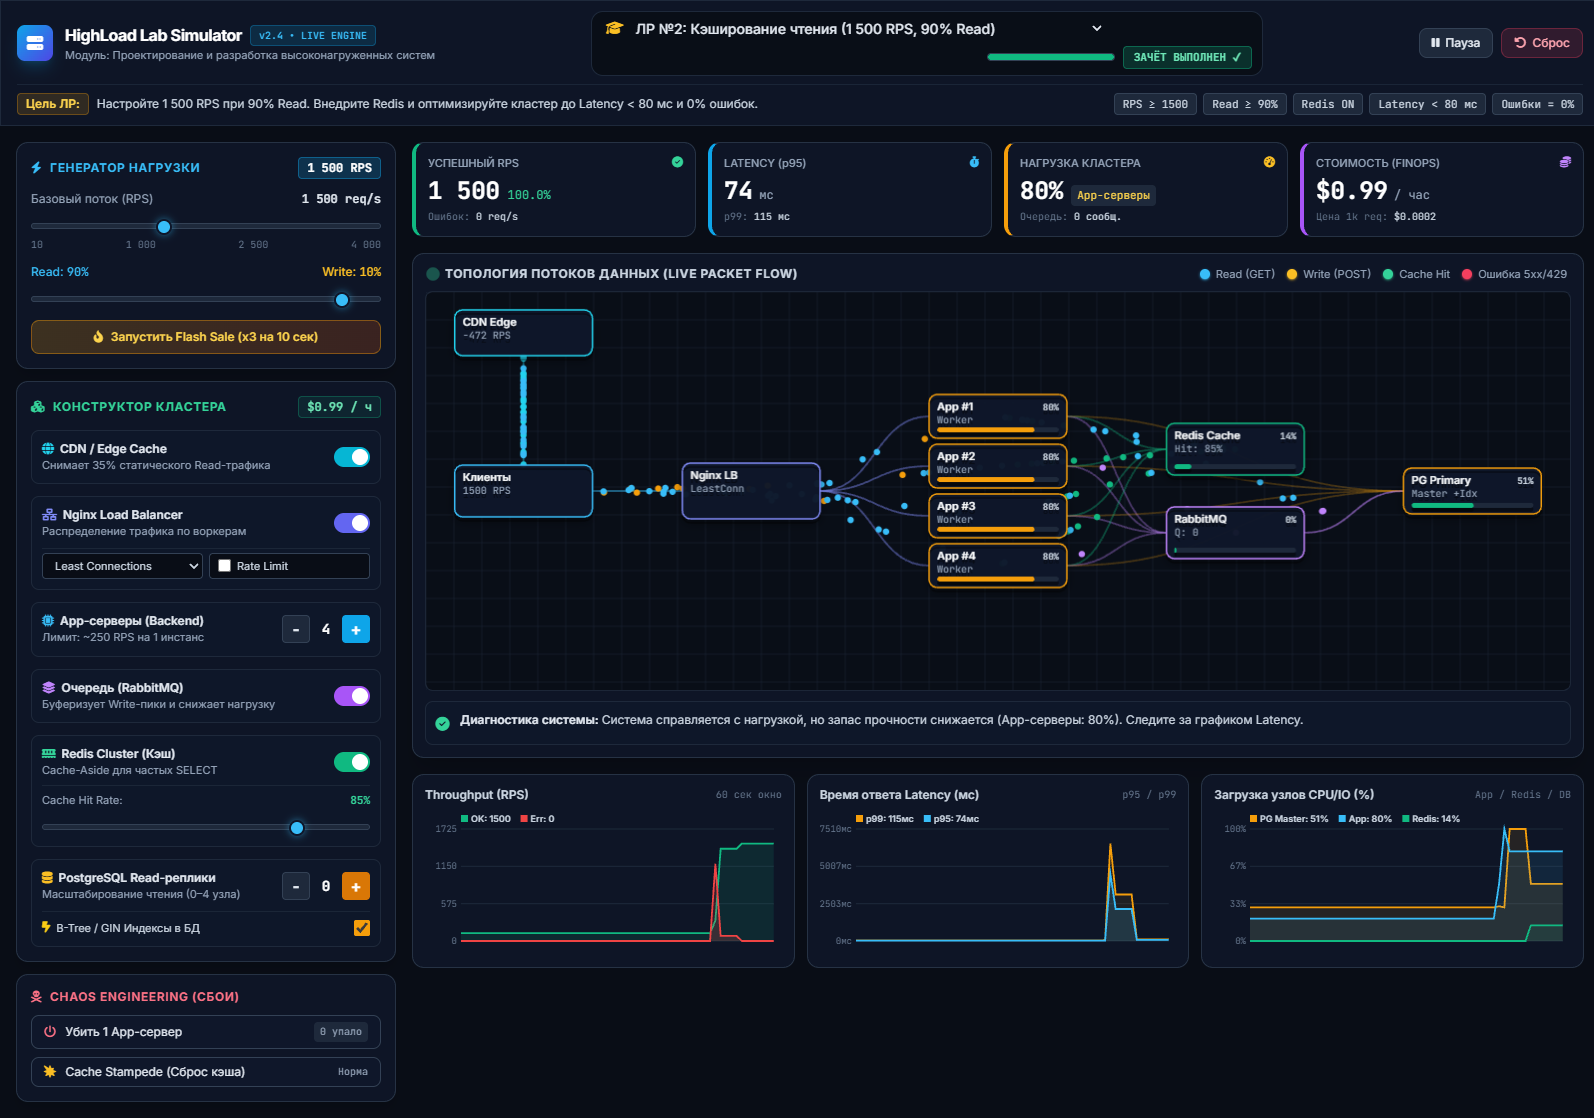 HighLoad Lab Simulator
v2.4 • LIVE ENGINE
Модуль: Проектирование и разработка высоконагруженных систем
ЛР №2: Кэширование чтения (1 500 RPS, 90% Read)
ЗАЧЁТ ВЫПОЛНЕН ✓
Пауза
Сброс
Цель ЛР:
Настройте 1 500 RPS при 90% Read. Внедрите Redis и оптимизируйте кластер до Latency < 80 мс и 0% ошибок.
RPS ≥ 1500
Read ≥ 90%
Redis ON
Latency < 80 мс
Ошибки = 0%
ГЕНЕРАТОР НАГРУЗКИ
1 500 RPS
Базовый поток (RPS)
1 500 req/s
10
1 000
2 500
4 000
Read: 90%
Write: 10%
Запустить Flash Sale (x3 на 10 сек)
КОНСТРУКТОР КЛАСТЕРА
$0.99 / ч
CDN / Edge Cache
Снимает 35% статического Read-трафика
Nginx Load Balancer
Распределение трафика по воркерам
Least Connections
Rate Limit
App-серверы (Backend)
Лимит: ~250 RPS на 1 инстанс
-
4
+
Очередь (RabbitMQ)
Буферизует Write-пики и снижает нагрузку
Redis Cluster (Кэш)
Cache-Aside для частых SELECT
Cache Hit Rate:
85%
PostgreSQL Read-реплики
Масштабирование чтения (0–4 узла)
-
0
+
B-Tree / GIN Индексы в БД
CHAOS ENGINEERING (СБОИ)
Убить 1 App-сервер
0 упало
Cache Stampede (Сброс кэша)
Норма
УСПЕШНЫЙ RPS
1 500 100.0%
Ошибок: 0 req/s
LATENCY (p95)
74 мс
p99: 115 мс
НАГРУЗКА КЛАСТЕРА
80% App-серверы
Очередь: 0 сообщ.
СТОИМОСТЬ (FINOPS)
$0.99 / час
Цена 1k req: $0.0002
ТОПОЛОГИЯ ПОТОКОВ ДАННЫХ (LIVE PACKET FLOW)
Read (GET)
Write (POST)
Cache Hit
Ошибка 5xx/429
CDN Edge
-472 RPS
Клиенты
1500 RPS
Nginx LB
LeastConn
App #1
80%
Worker
App #2
80%
Worker
App #3
80%
Worker
App #4
80%
Worker
Redis Cache
14%
Hit: 85%
RabbitMQ
0%
Q: 0
PG Primary
51%
Master +Idx
Диагностика системы: Система справляется с нагрузкой, но запас прочности снижается (App-серверы: 80%). Следите за графиком Latency.
Throughput (RPS)
60 сек окно
OK: 1500
Err: 0
1725
1150
575
0
Время ответа Latency (мс)
p95 / p99
p99: 115мс
p95: 74мс
7510мс
5007мс
2503мс
0мс
Загрузка узлов CPU/IO (%)
App / Redis / DB
PG Master: 51%
App: 80%
Redis: 14%
100%
67%
33%
0%